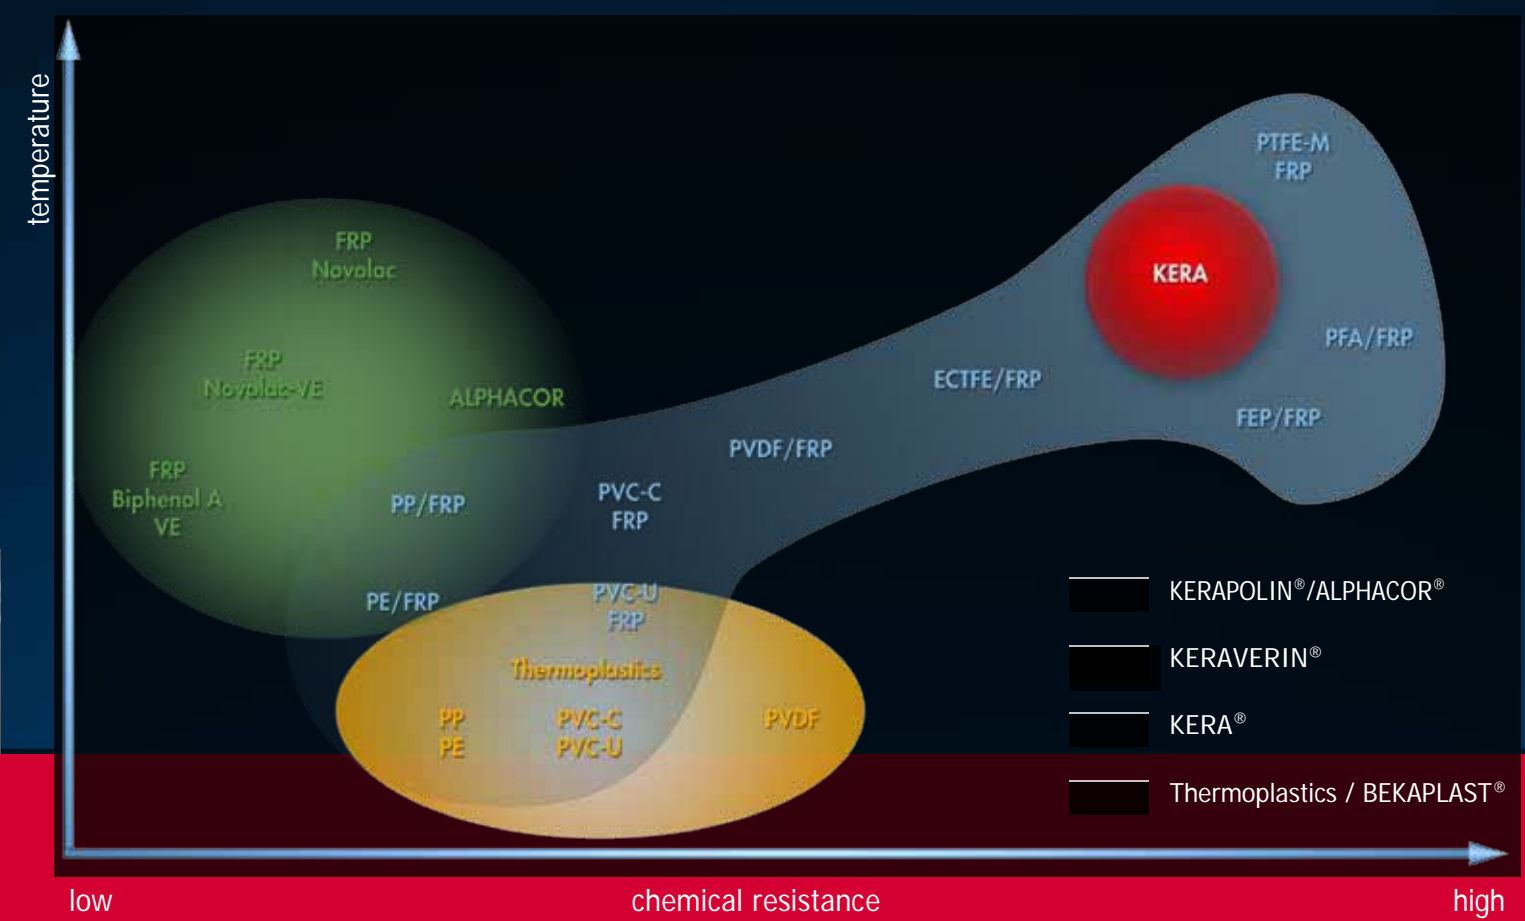 temperature
PTFE-M
FRP
FRP
Novolac
KERA
PFA/FRP
FRP
Novolac-VE
ALPHACOR
ECTFE/FRP
FEP/FRP
PVDF/FRP
FRP
Biphenol A
VE
PP/FRP
PVC-C
FRP
PE/FRP
PVC-U
FRP
Thermoplastics
PP
PE
PVC-C
PVC-U
PVDF
KERAPOLIN®/ALPHACOR®
KERAVERIN®
KERA®
Thermoplastics / BEKAPLAST®
low
chemical resistance
high